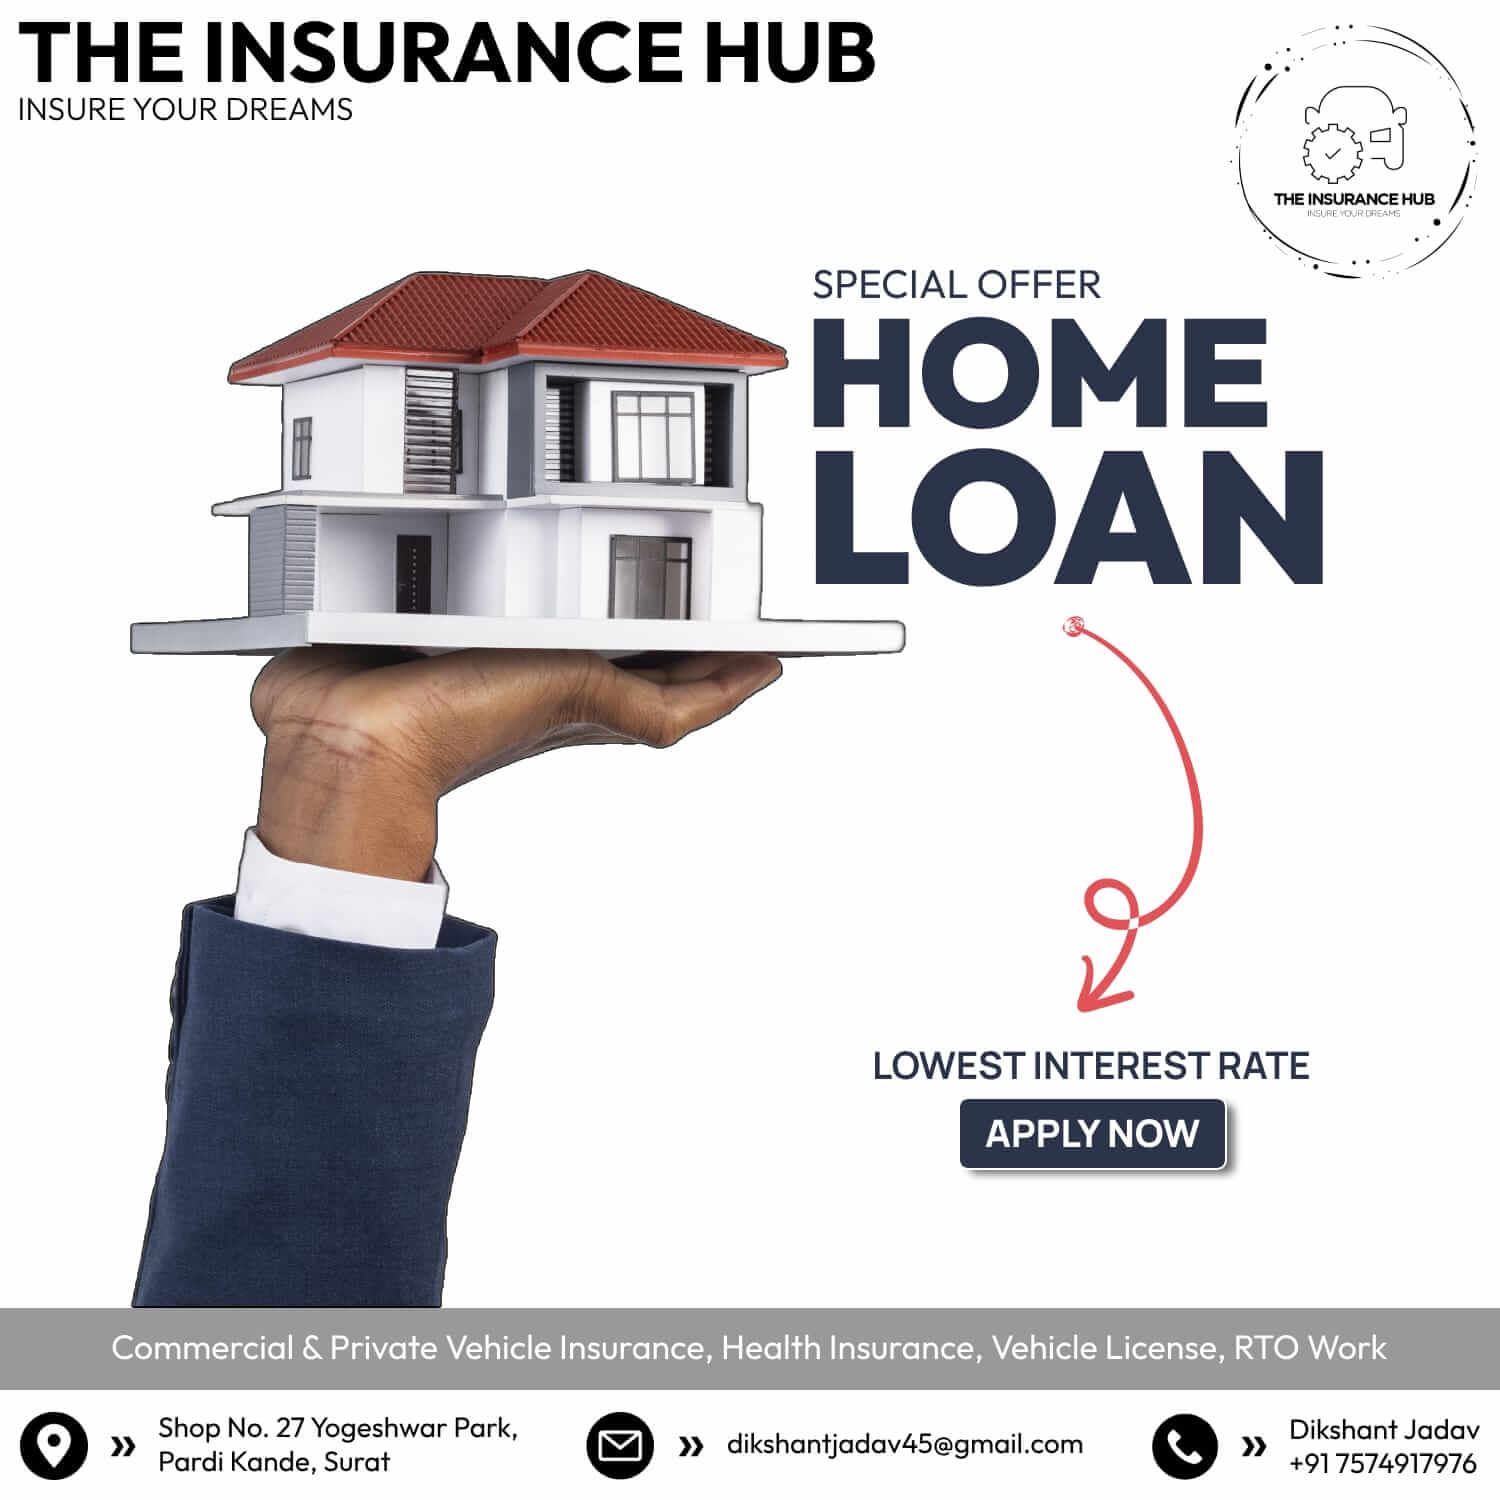 THE INSURANCE HUB
INSURE YOUR DREAMS
THE INSURANCE HUB
INSURE YOUR DREAMS
SPECIAL OFFER
HOME
LOAN
LOWEST INTEREST RATE
APPLY NOW
Commercial & Private Vehicle Insurance, Health Insurance, Vehicle License, RTO Work
Shop No. 27 Yogeshwar Park,
Pardi Kande, Surat
dikshantjadav45@gmail.com
Dikshant Jadav
+91 7574917976